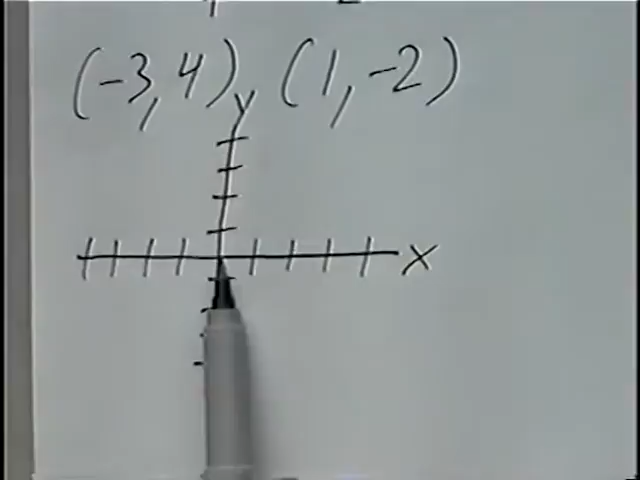 (-3,4), (1,-2)
y
x